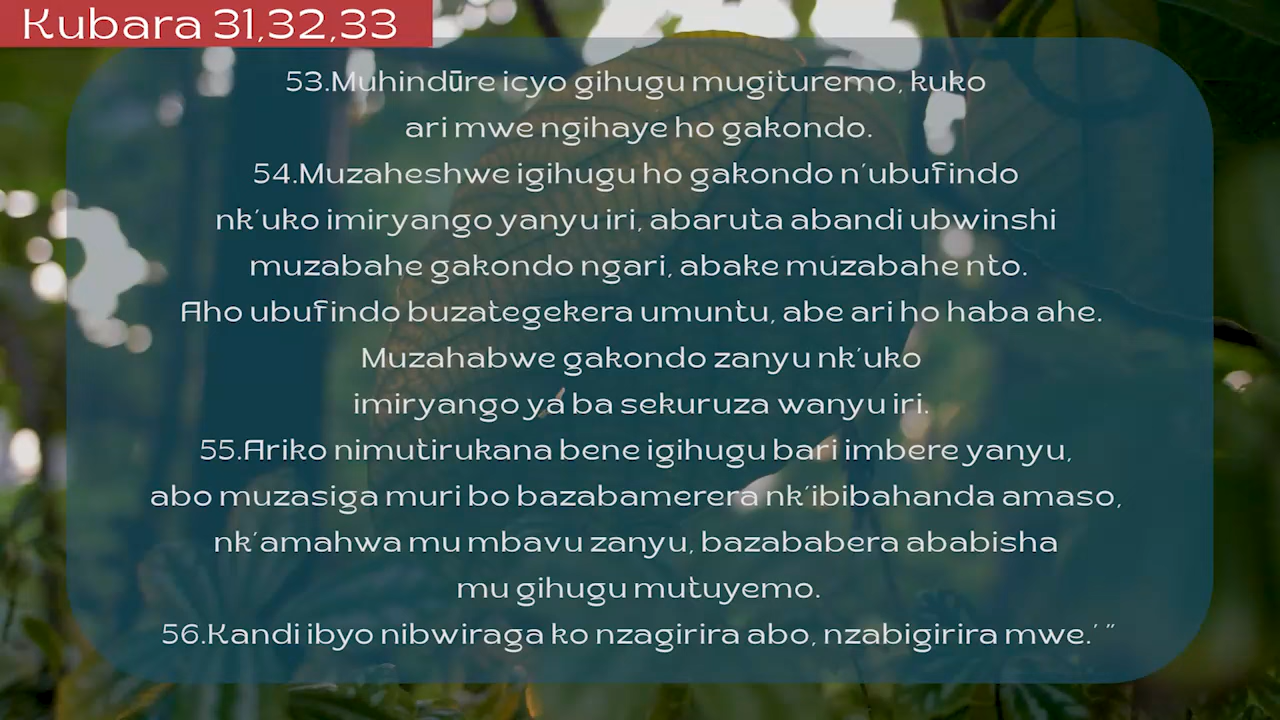 Kubara 31,32,33
53.Muhindūre icyo gihugu mugituremo, kuko
ari mwe ngihaye ho gakondo.
54.Muzaheshwe igihugu ho gakondo n'ubufindo
nk'uko imiryango yanyu iri, abaruta abandi ubwinshi
muzabahe gakondo ngari, abake múzabahe nto.
Aho ubufindo buzategekera umuntu, abe ari ho haba ahe.
Muzahabwe gakondo zanyu nk'uko
imiryango ya ba sekuruza wanyu iri.
55.Ariko nimutirukana bene igihugu bari imbere yanyu,
abo muzasiga muri bo bazabamerera nk'ibibahanda amaso,
nk'amahwa mu mbavu zanyu, bazababera ababisha
mu gihugu mutuyemo.
56.Kandi ibyo nibwiraga ko nzagirira abo, nzabigirira mwe.' "